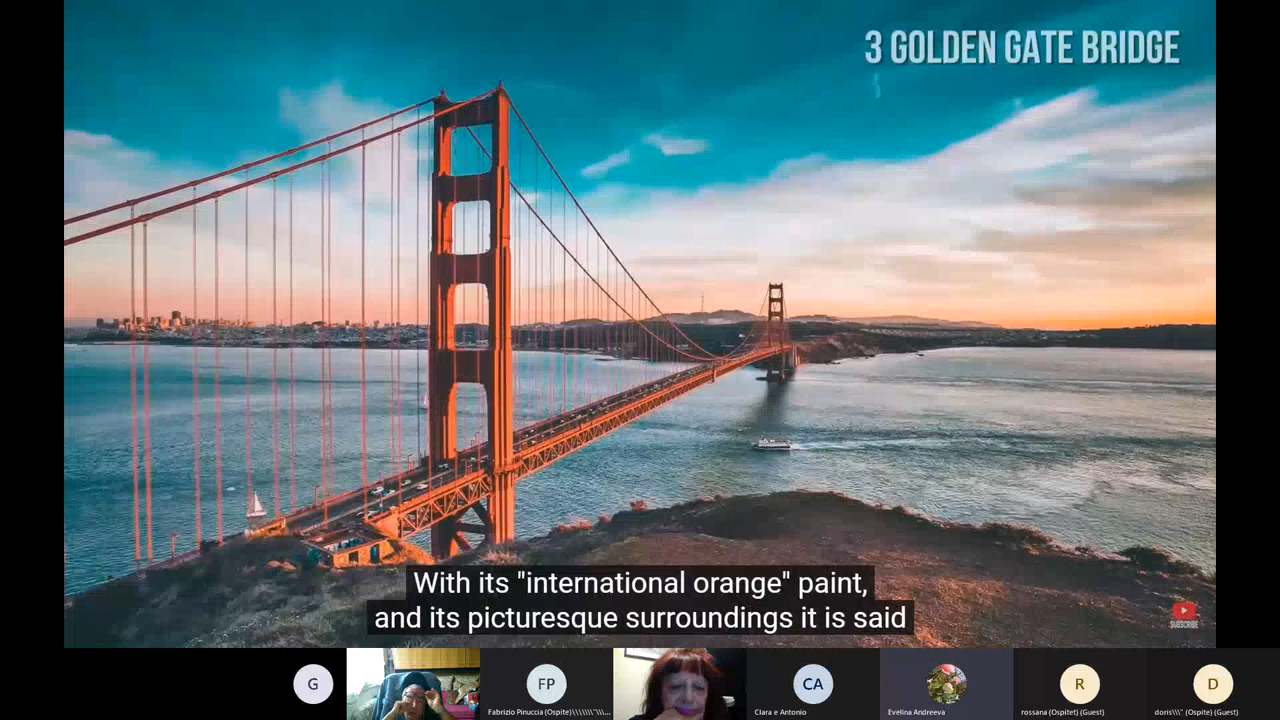 3 GOLDEN GATE BRIDGE
With its "international orange" paint,
and its picturesque surroundings it is said
SUBSCRIBE
G
FP
CA
R
D
Fabrizio Pinuccia (Ospite)\\\\\\\"\\...
Clara e Antonio
Evelina Andreeva
rossana (Ospitet) (Guest)
doris\\\" (Ospite) (Guest)